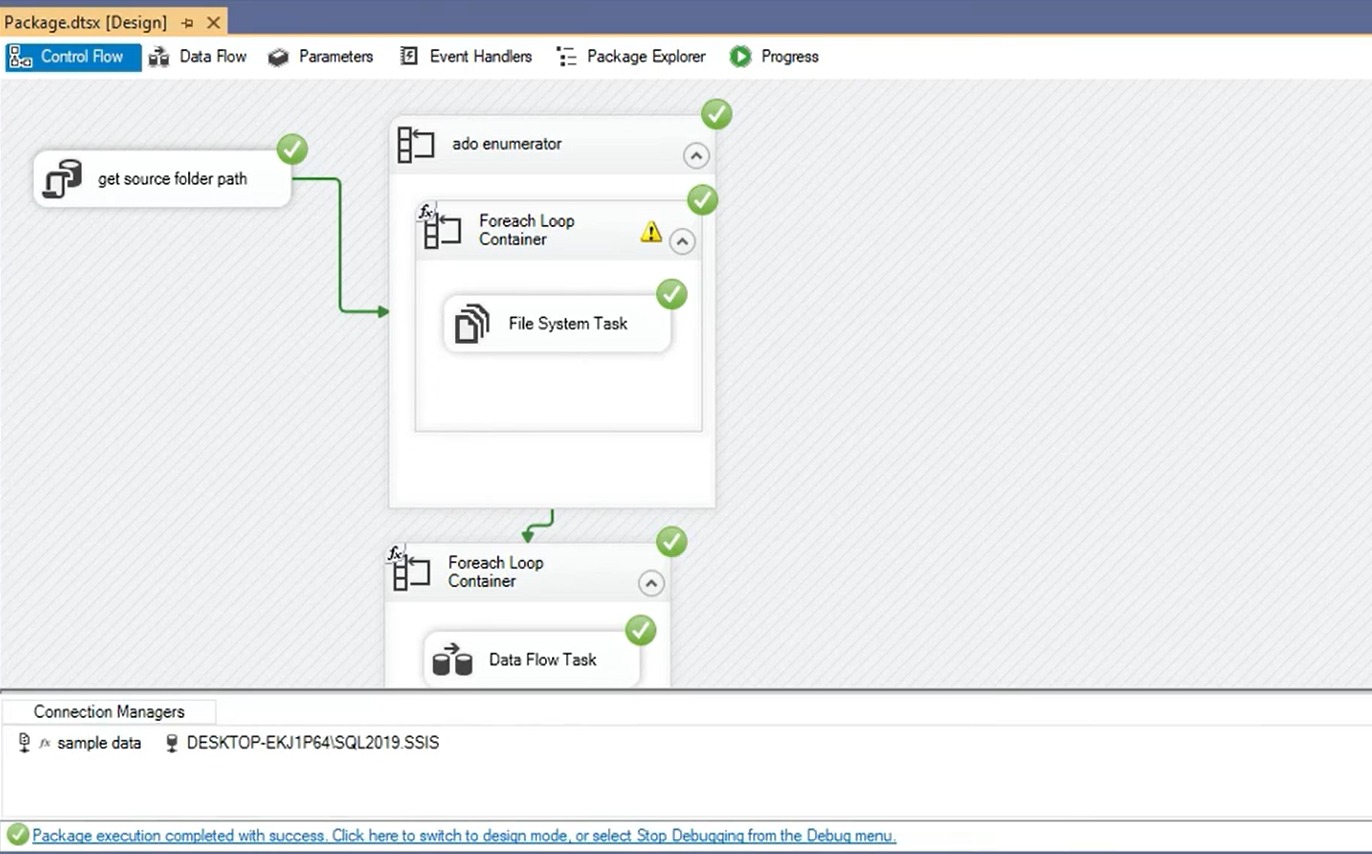 Package.dtsx [Design]
Control Flow Data Flow Parameters Event Handlers Package Explorer Progress
get source folder path
ado enumerator
fx
Foreach Loop
Container
File System Task
fx
Foreach Loop
Container
Data Flow Task
Connection Managers
fx sample data DESKTOP-EKJ1P64\SQL2019.SSIS
Package execution completed with success. Click here to switch to design mode, or select Stop Debugging from the Debug menu.